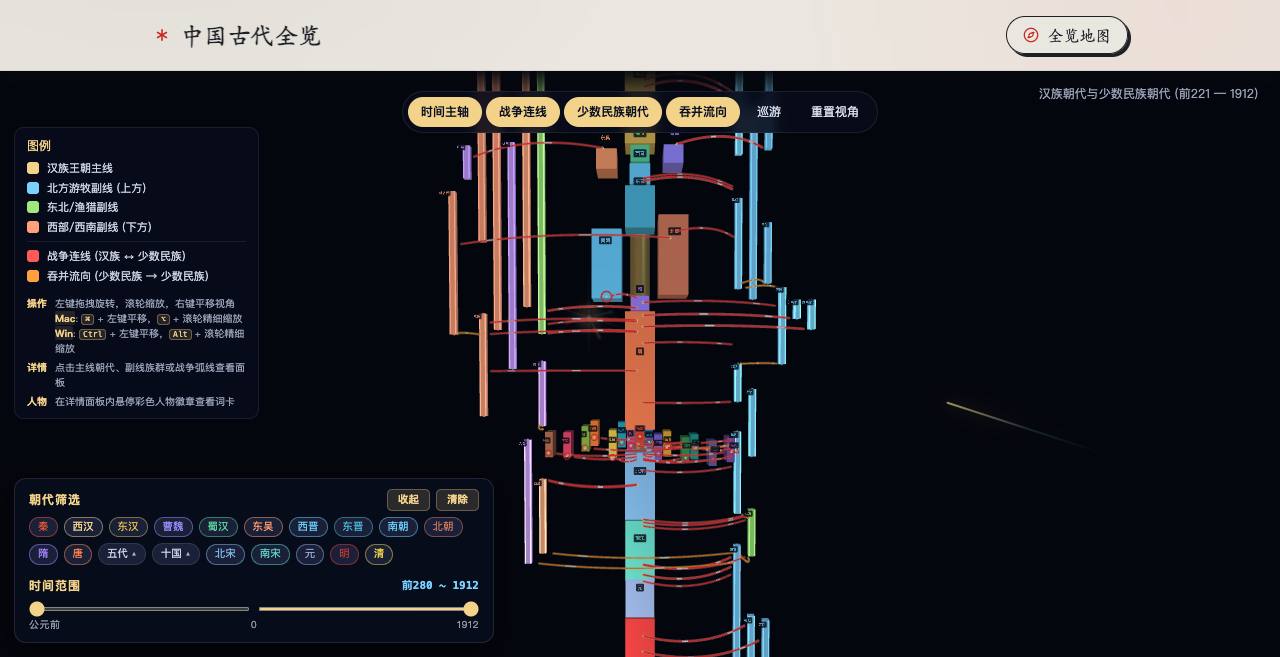 * 中国古代全览
全览地图
时间主轴 战争连线 少数民族朝代 吞并流向 巡游 重置视角
汉族朝代与少数民族朝代 (前221 — 1912)
图例
汉族王朝主线
北方游牧副线 (上方)
东北/渔猎副线
西部/西南副线 (下方)
战争连线 (汉族 ↔ 少数民族)
吞并流向 (少数民族 → 少数民族)
操作 左键拖拽旋转，滚轮缩放，右键平移视角
Mac: ⌘ + 左键平移，⌥ + 滚轮精细缩放
Win: Ctrl + 左键平移，Alt + 滚轮精细
缩放
详情 点击主线朝代、副线族群或战争弧线查看面
板
人物 在详情面板内悬停彩色人物徽章查看词卡
朝代筛选 收起 清除
秦 西汉 东汉 曹魏 蜀汉 东吴 西晋 东晋 南朝 北朝
隋 唐 五代 ▴ 十国 ▴ 北宋 南宋 元 明 清
时间范围 前280 ~ 1912
公元前 0 1912